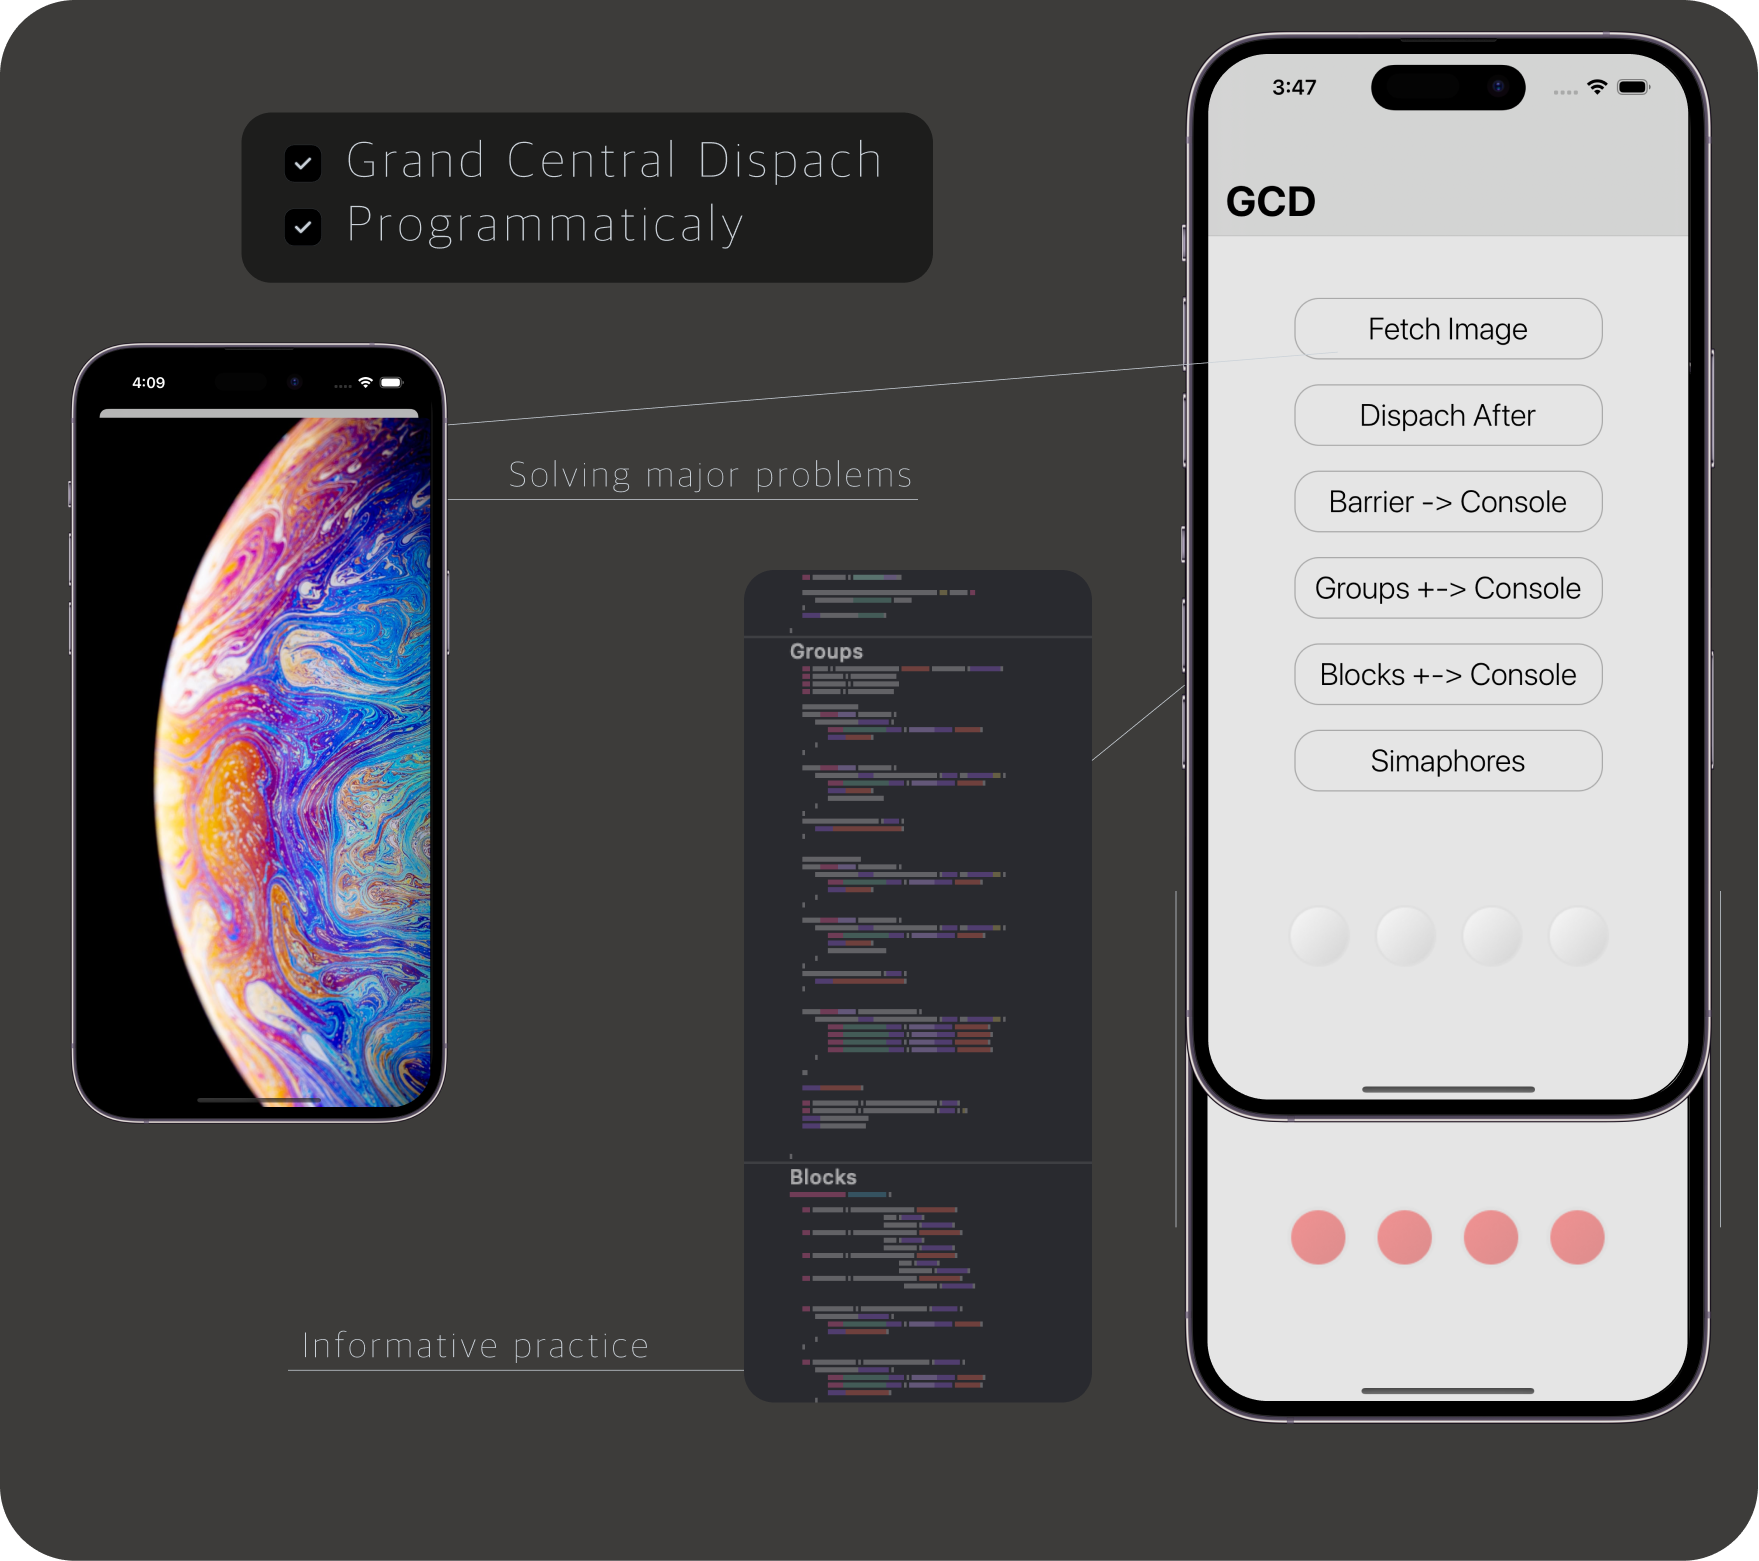 Grand Central Dispach
Programmaticaly
3:47
GCD
Fetch Image
Dispach After
Barrier -> Console
Groups +-> Console
Blocks +-> Console
Simaphores
4:09
Solving major problems
Groups
Blocks
Informative practice